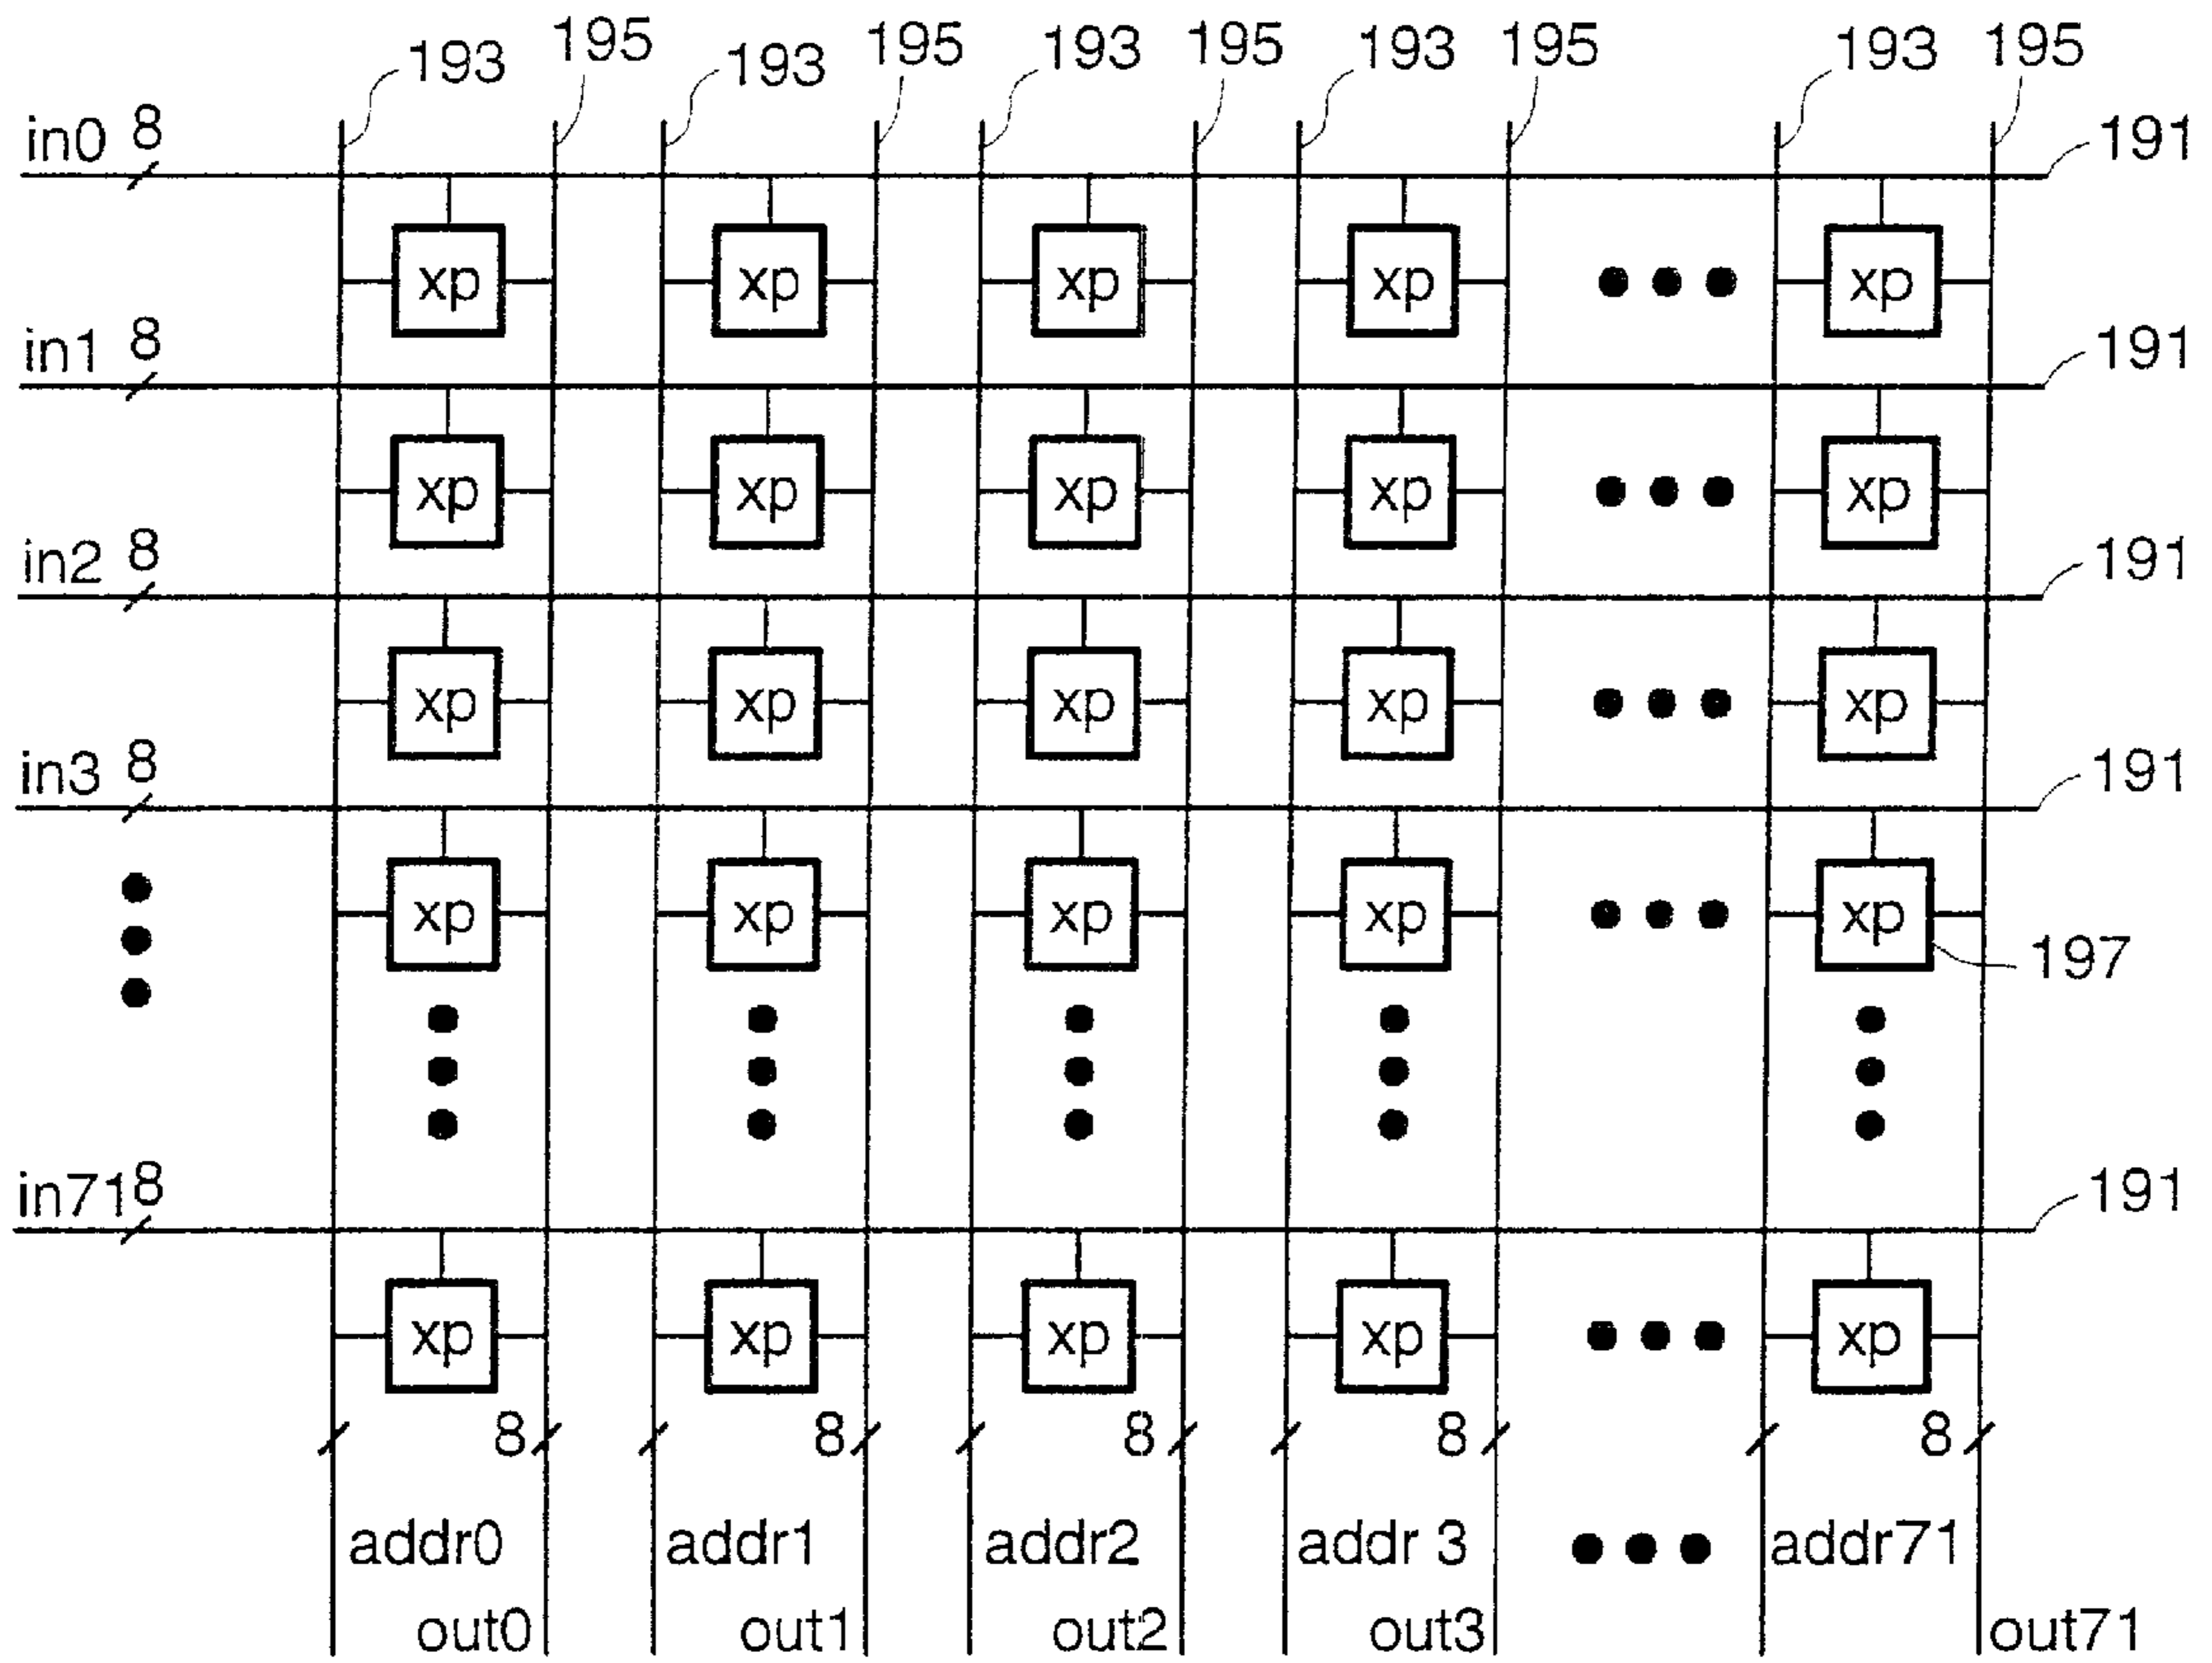 193 195 193 195 193 195 193 195 193 195
in0 8 191
xp xp xp xp xp
in1 8 191
xp xp xp xp xp
in2 8 191
xp xp xp xp xp
in3 8 191
xp xp xp xp xp
197
in71 8 191
xp xp xp xp xp
8 8 8 8 8
addr0 addr1 addr2 addr 3 addr71
out0 out1 out2 out3 out71